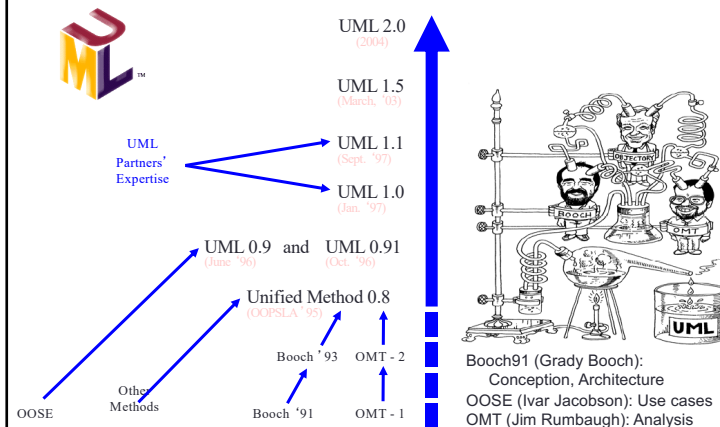 UML
™
UML 2.0
(2004)
UML 1.5
(March, ‘03)
UML
Partners’
Expertise
UML 1.1
(Sept. ‘97)
UML 1.0
(Jan. ‘97)
UML 0.9 and UML 0.91
(June ‘96) (Oct. ‘96)
Unified Method 0.8
(OOPSLA ‘95)
Booch ‘93 OMT - 2
Other
Methods
OOSE
Booch ‘91 OMT - 1
OBJECTORY
BOOCH
OMT
UML
Booch91 (Grady Booch):
Conception, Architecture
OOSE (Ivar Jacobson): Use cases
OMT (Jim Rumbaugh): Analysis